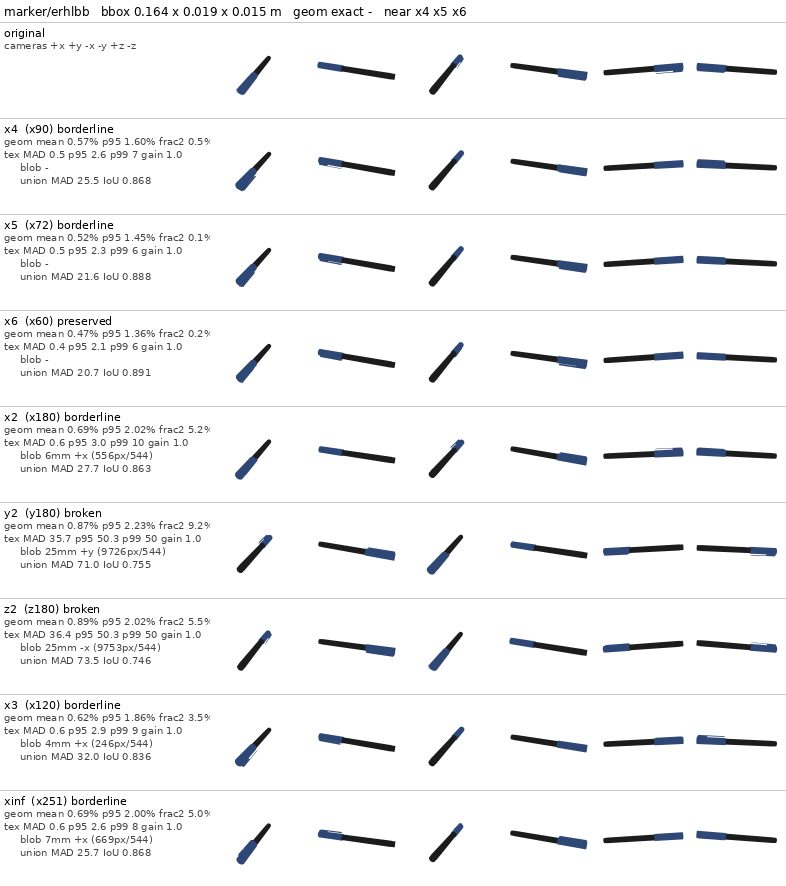 marker/erhlbb   bbox 0.164 x 0.019 x 0.015 m   geom exact -   near x4 x5 x6
original
cameras +x +y -x -y +z -z
x4  (x90) borderline
geom mean 0.57% p95 1.60% frac2 0.5%
tex MAD 0.5 p95 2.6 p99 7 gain 1.0
blob -
union MAD 25.5 IoU 0.868
x5  (x72) borderline
geom mean 0.52% p95 1.45% frac2 0.1%
tex MAD 0.5 p95 2.3 p99 6 gain 1.0
blob -
union MAD 21.6 IoU 0.888
x6  (x60) preserved
geom mean 0.47% p95 1.36% frac2 0.2%
tex MAD 0.4 p95 2.1 p99 6 gain 1.0
blob -
union MAD 20.7 IoU 0.891
x2  (x180) borderline
geom mean 0.69% p95 2.02% frac2 5.2%
tex MAD 0.6 p95 3.0 p99 10 gain 1.0
blob 6mm +x (556px/544)
union MAD 27.7 IoU 0.863
y2  (y180) broken
geom mean 0.87% p95 2.23% frac2 9.2%
tex MAD 35.7 p95 50.3 p99 50 gain 1.0
blob 25mm +y (9726px/544)
union MAD 71.0 IoU 0.755
z2  (z180) broken
geom mean 0.89% p95 2.02% frac2 5.5%
tex MAD 36.4 p95 50.3 p99 50 gain 1.0
blob 25mm -x (9753px/544)
union MAD 73.5 IoU 0.746
x3  (x120) borderline
geom mean 0.62% p95 1.86% frac2 3.5%
tex MAD 0.6 p95 2.9 p99 9 gain 1.0
blob 4mm +x (246px/544)
union MAD 32.0 IoU 0.836
xinf  (x251) borderline
geom mean 0.69% p95 2.00% frac2 5.0%
tex MAD 0.6 p95 2.6 p99 8 gain 1.0
blob 7mm +x (669px/544)
union MAD 25.7 IoU 0.868